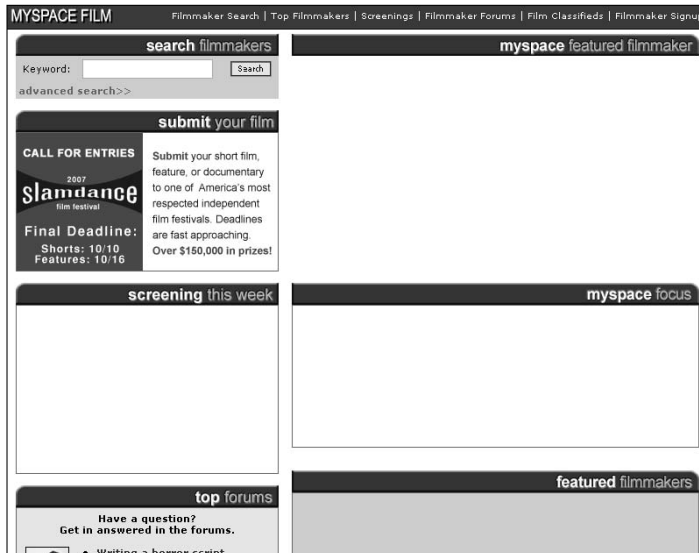 MYSPACE FILM
Filmmaker Search | Top Filmmakers | Screenings | Filmmaker Forums | Film Classifieds | Filmmaker Signup
search filmmakers
Keyword:
Search
advanced search>>
submit your film
CALL FOR ENTRIES
2007
slamdance
film festival
Final Deadline:
Shorts: 10/10
Features: 10/16
Submit your short film,
feature, or documentary
to one of America's most
respected independent
film festivals. Deadlines
are fast approaching.
Over $150,000 in prizes!
screening this week
top forums
Have a question?
Get in answered in the forums.
• Writing a horror script
myspace featured filmmaker
myspace focus
featured filmmakers